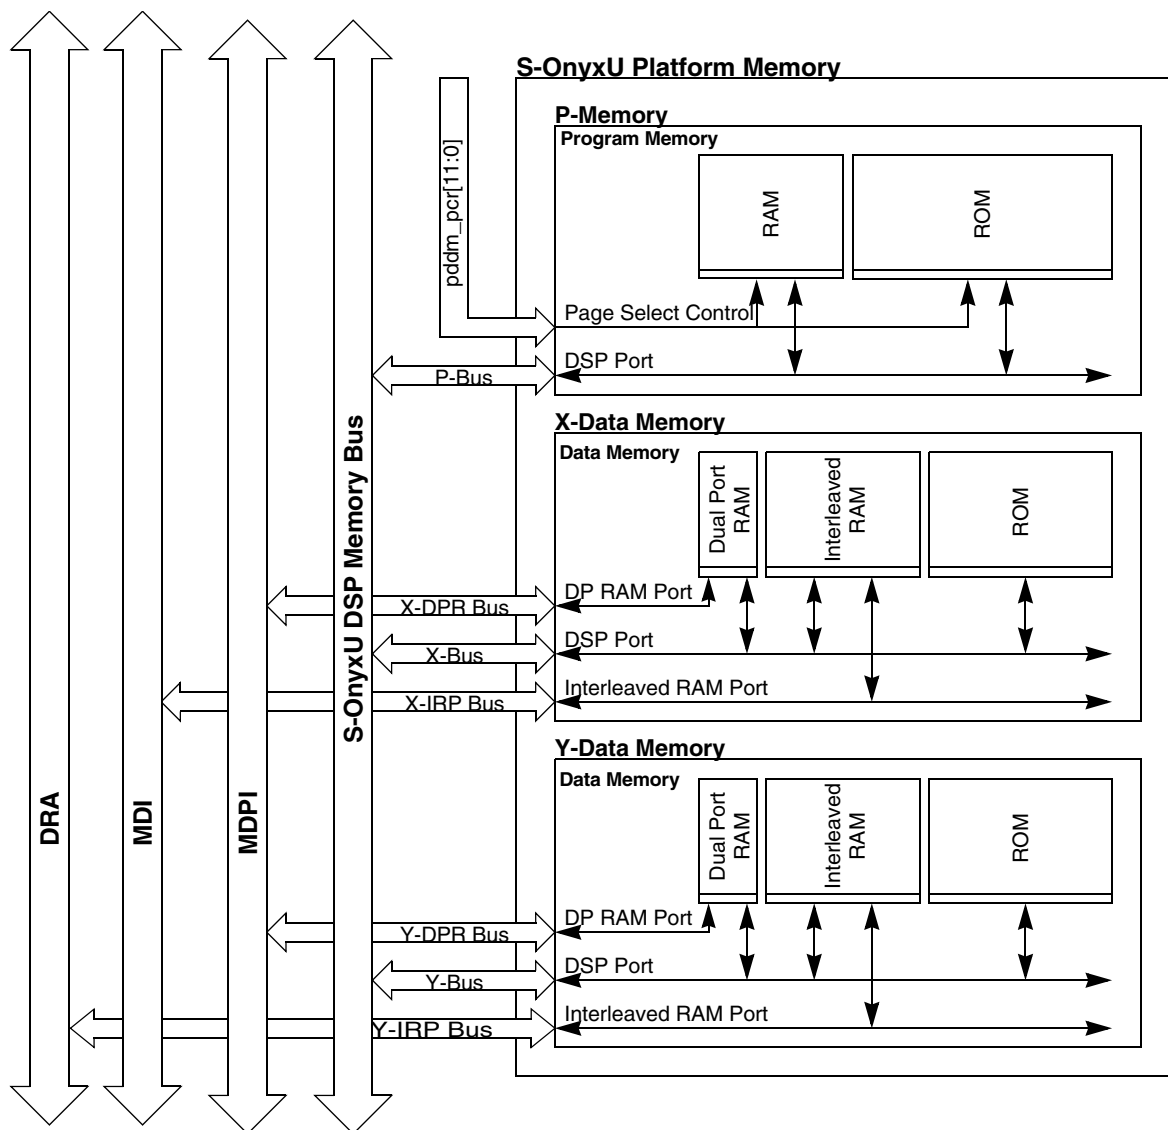 S-OnyxU Platform Memory
P-Memory
Program Memory
RAM
ROM
pddm_pcr[11:0]
Page Select Control
DSP Port
P-Bus
X-Data Memory
Data Memory
Dual Port
RAM
Interleaved
RAM
ROM
DP RAM Port
X-DPR Bus
DSP Port
X-Bus
Interleaved RAM Port
X-IRP Bus
S-OnyxU DSP Memory Bus
Y-Data Memory
Data Memory
Dual Port
RAM
Interleaved
RAM
ROM
DRA
MDI
MDPI
DP RAM Port
Y-DPR Bus
DSP Port
Y-Bus
Interleaved RAM Port
Y-IRP Bus